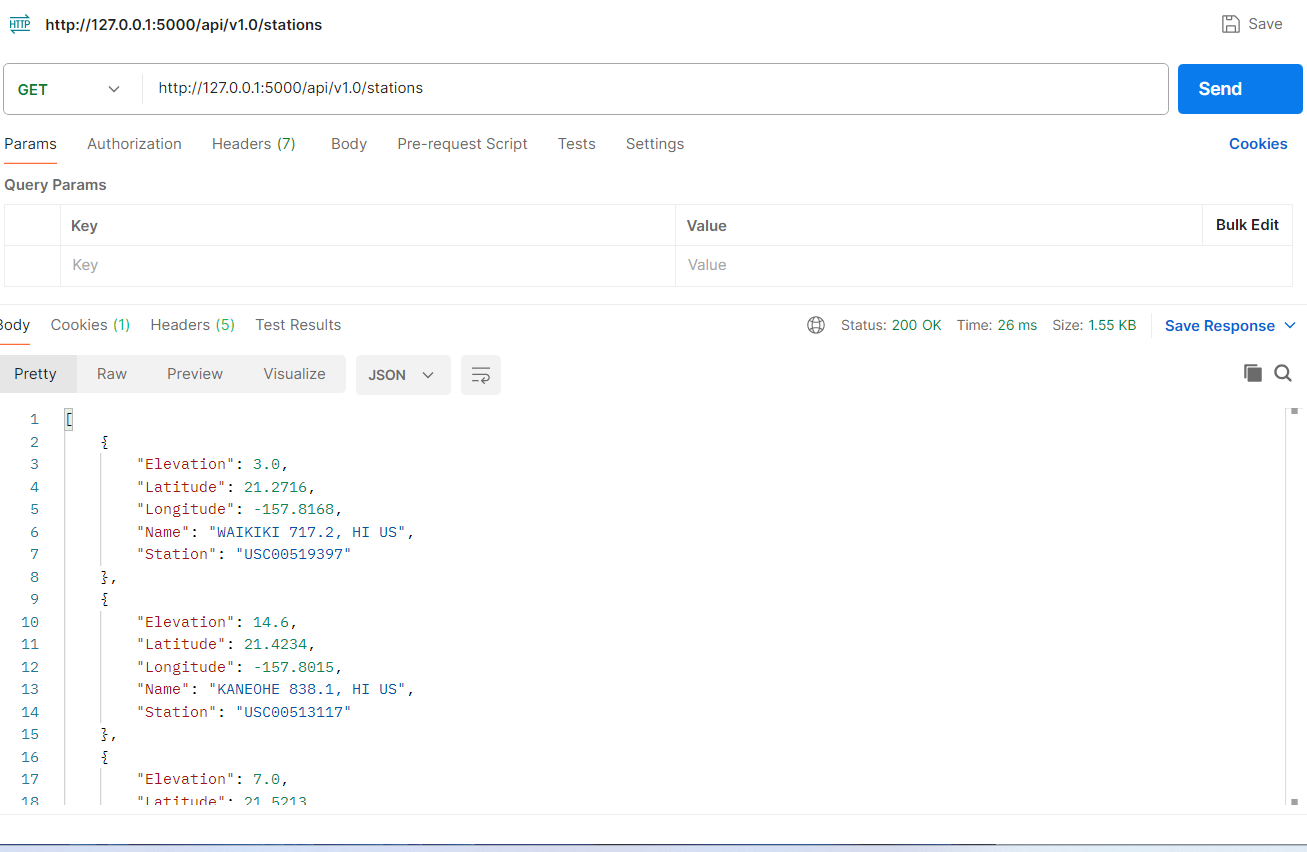 HTTP http://127.0.0.1:5000/api/v1.0/stations Save
GET http://127.0.0.1:5000/api/v1.0/stations Send
Params Authorization Headers (7) Body Pre-request Script Tests Settings Cookies
Query Params
Key Value Bulk Edit
Key Value
Body Cookies (1) Headers (5) Test Results Status: 200 OK Time: 26 ms Size: 1.55 KB Save Response
Pretty Raw Preview Visualize JSON
1 [
2 {
3 "Elevation": 3.0,
4 "Latitude": 21.2716,
5 "Longitude": -157.8168,
6 "Name": "WAIKIKI 717.2, HI US",
7 "Station": "USC00519397"
8 },
9 {
10 "Elevation": 14.6,
11 "Latitude": 21.4234,
12 "Longitude": -157.8015,
13 "Name": "KANEOHE 838.1, HI US",
14 "Station": "USC00513117"
15 },
16 {
17 "Elevation": 7.0,
18 "Latitude": 21.5213